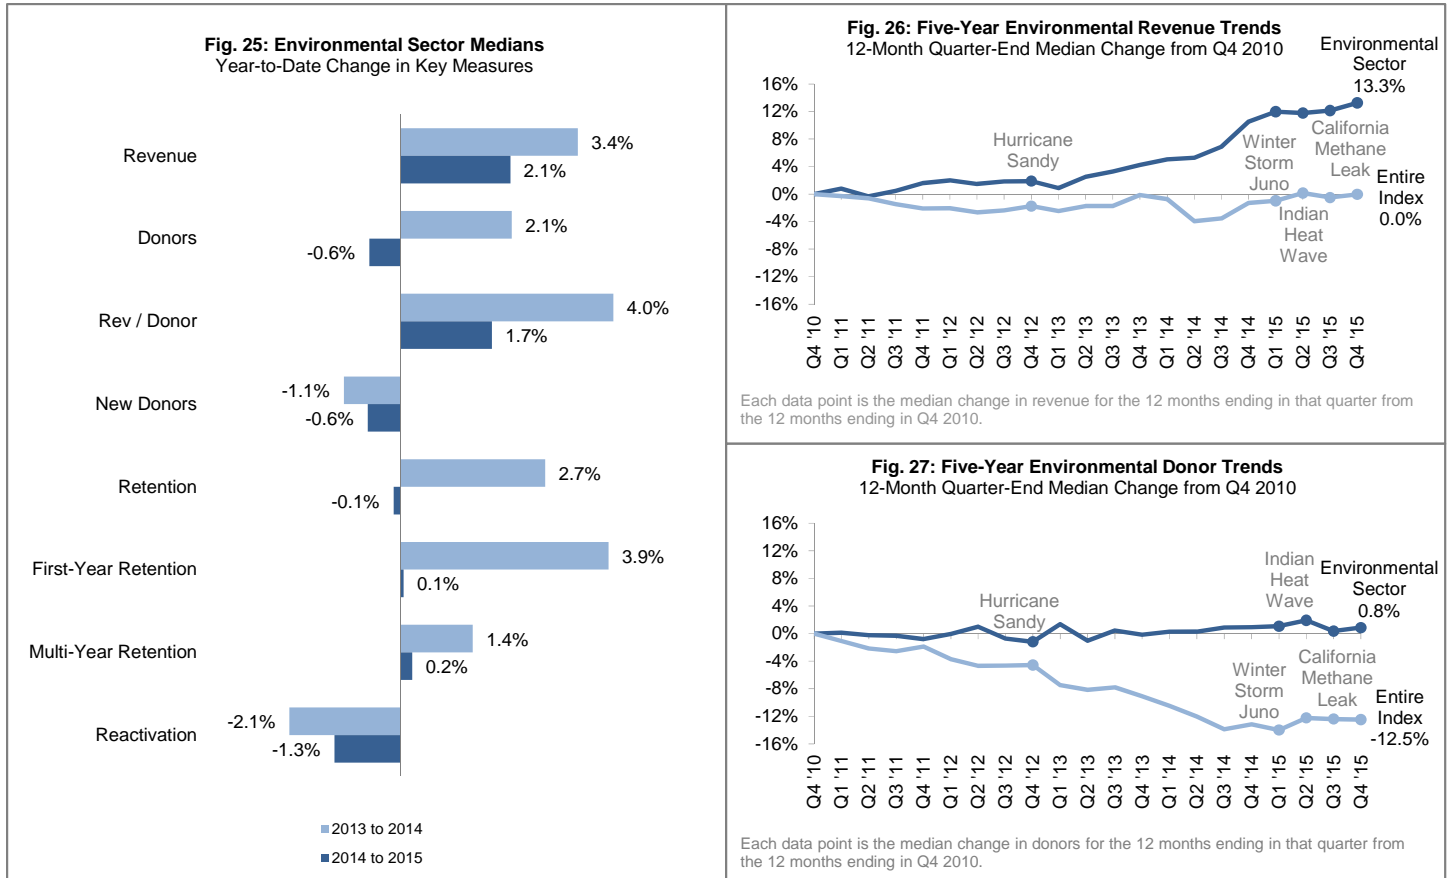 Fig. 25: Environmental Sector Medians
Year-to-Date Change in Key Measures
Revenue
3.4%
2.1%
Donors
2.1%
-0.6%
Rev / Donor
4.0%
1.7%
New Donors
-1.1%
-0.6%
Retention
2.7%
-0.1%
First-Year Retention
3.9%
0.1%
Multi-Year Retention
1.4%
0.2%
Reactivation
-2.1%
-1.3%
2013 to 2014
2014 to 2015
Fig. 26: Five-Year Environmental Revenue Trends
12-Month Quarter-End Median Change from Q4 2010
16%
12%
8%
4%
0%
-4%
-8%
-12%
-16%
Hurricane
Sandy
Winter
Storm
Juno
Indian
Heat
Wave
California
Methane
Leak
Environmental
Sector
13.3%
Entire
Index
0.0%
Q4 '10
Q1 '11
Q2 '11
Q3 '11
Q4 '11
Q1 '12
Q2 '12
Q3 '12
Q4 '12
Q1 '13
Q2 '13
Q3 '13
Q4 '13
Q1 '14
Q2 '14
Q3 '14
Q4 '14
Q1 '15
Q2 '15
Q3 '15
Q4 '15
Each data point is the median change in revenue for the 12 months ending in that quarter from
the 12 months ending in Q4 2010.
Fig. 27: Five-Year Environmental Donor Trends
12-Month Quarter-End Median Change from Q4 2010
16%
12%
8%
4%
0%
-4%
-8%
-12%
-16%
Hurricane
Sandy
Indian
Heat
Wave
Environmental
Sector
0.8%
Winter
Storm
Juno
California
Methane
Leak
Entire
Index
-12.5%
Q4 '10
Q1 '11
Q2 '11
Q3 '11
Q4 '11
Q1 '12
Q2 '12
Q3 '12
Q4 '12
Q1 '13
Q2 '13
Q3 '13
Q4 '13
Q1 '14
Q2 '14
Q3 '14
Q4 '14
Q1 '15
Q2 '15
Q3 '15
Q4 '15
Each data point is the median change in donors for the 12 months ending in that quarter from
the 12 months ending in Q4 2010.